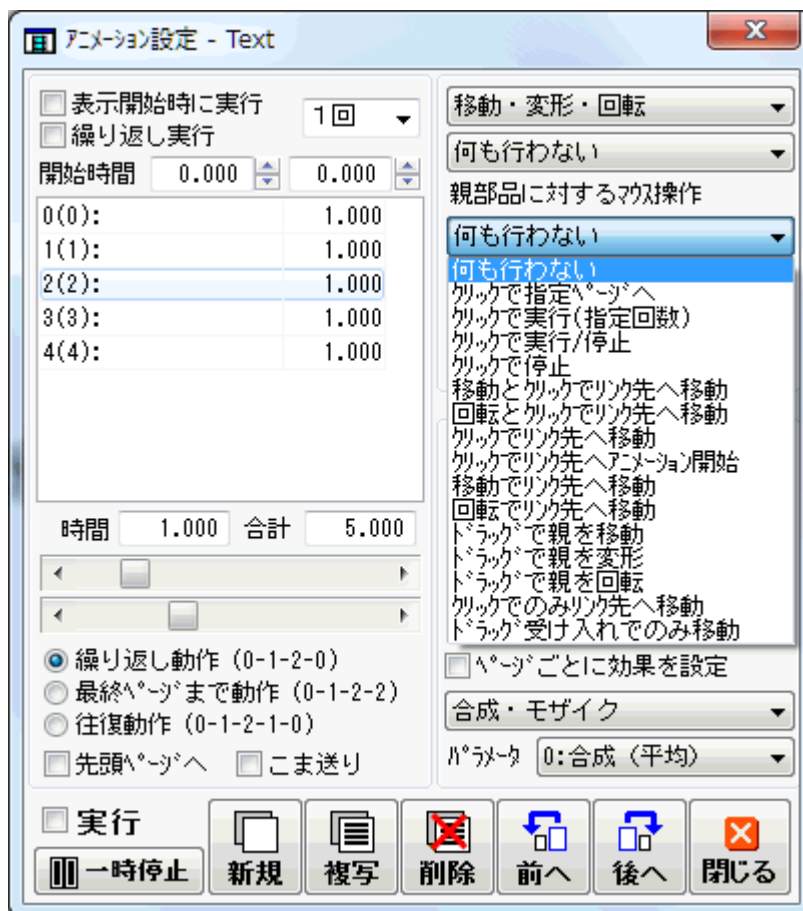 ｱﾆﾒｰｼｮﾝ設定 - Text
表示開始時に実行
1回
繰り返し実行
開始時間 0.000 0.000
0(0): 1.000
1(1): 1.000
2(2): 1.000
3(3): 1.000
4(4): 1.000
時間 1.000 合計 5.000
繰り返し動作 (0-1-2-0)
最終ﾍﾟｰｼﾞまで動作 (0-1-2-2)
往復動作 (0-1-2-1-0)
先頭ﾍﾟｰｼﾞへ こま送り
移動・変形・回転
何も行わない
親部品に対するﾏｳｽ操作
何も行わない
何も行わない
ｸﾘｯｸで指定ﾍﾟｰｼﾞへ
ｸﾘｯｸで実行(指定回数)
ｸﾘｯｸで実行/停止
ｸﾘｯｸで停止
移動とｸﾘｯｸでﾘﾝｸ先へ移動
回転とｸﾘｯｸでﾘﾝｸ先へ移動
ｸﾘｯｸでﾘﾝｸ先へ移動
ｸﾘｯｸでﾘﾝｸ先へｱﾆﾒｰｼｮﾝ開始
移動でﾘﾝｸ先へ移動
回転でﾘﾝｸ先へ移動
ﾄﾞﾗｯｸﾞで親を移動
ﾄﾞﾗｯｸﾞで親を変形
ﾄﾞﾗｯｸﾞで親を回転
ｸﾘｯｸでのみﾘﾝｸ先へ移動
ﾄﾞﾗｯｸﾞ受け入れでのみ移動
ﾍﾟｰｼﾞごとに効果を設定
合成・モザイク
ﾊﾟﾗﾒｰﾀ 0:合成 (平均)
実行
一時停止
新規 複写 削除 前へ 後へ 閉じる